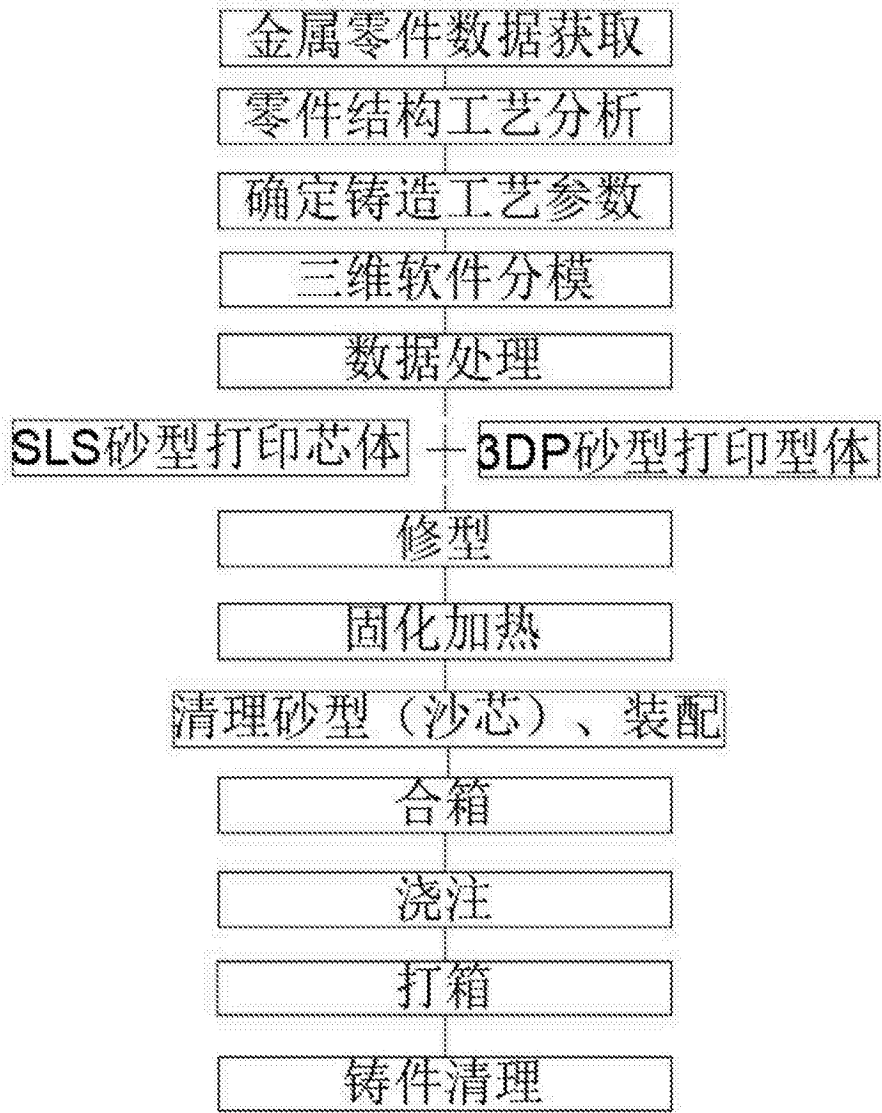 金属零件数据获取
零件结构工艺分析
确定铸造工艺参数
三维软件分模
数据处理
SLS砂型打印芯体
3DP砂型打印型体
修型
固化加热
清理砂型（沙芯）、装配
合箱
浇注
打箱
铸件清理